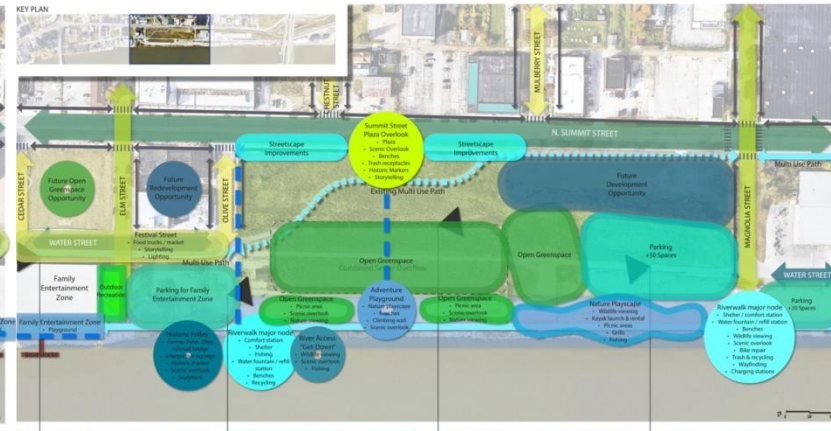 KEY PLAN
CHESTNUT
STREET
MULBERRY STREET
N. SUMMIT STREET
Summit Street
Plaza Overlook
• Plaza
• Scenic Overlook
• Benches
• Trash receptacles
• Historic Markers
• Storytelling
Streetscape
Improvements
Streetscape
Improvements
Multi Use Path
CEDAR STREET
Future Open
Greenspace
Opportunity
ELM STREET
Future
Redevelopment
Opportunity
OLIVE STREET
Existing Multi Use Path
Future
Development
Opportunity
MAGNOLIA STREET
WATER STREET
Festival Street
• Food trucks / market
• Storytelling
• Lighting
Multi Use Path
Open Greenspace
Open Greenspace
Parking
+50 Spaces
WATER STREET
Family
Entertainment
Zone
Outdoor
Recreation
Parking for Family
Entertainment Zone
Open Greenspace
• Picnic area
• Scenic overlook
• Nature viewing
Adventure
Playground
• Nature playscape
• Benches
• Climbing wall
• Scenic overlook
Open Greenspace
• Picnic area
• Scenic overlook
• Nature viewing
Nature Playscape
• Wildlife viewing
• Kayak launch & rental
• Picnic areas
• Grills
• Fishing
Parking
+30 Spaces
Zone
Family Entertainment Zone
Playground
Riverwalk major node
• Comfort station
• Shelter
• Fishing
• Water fountain / refill
station
• Benches
• Recycling
River Access
"Get Down"
• Wildlife viewing
• Scenic overlook
• Fishing
Riverwalk major node
• Shelter / comfort station
• Water fountain / refill station
• Benches
• Wildlife viewing
• Scenic overlook
• Bike repair
• Trash & recycling
• Wayfinding
• Charging stations